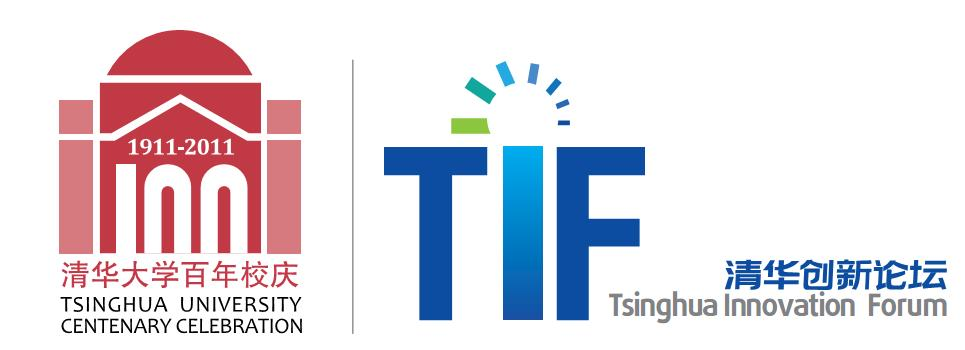 1911-2011
清华大学百年校庆
TSINGHUA UNIVERSITY
CENTENARY CELEBRATION
TIF
清华创新论坛
Tsinghua Innovation Forum